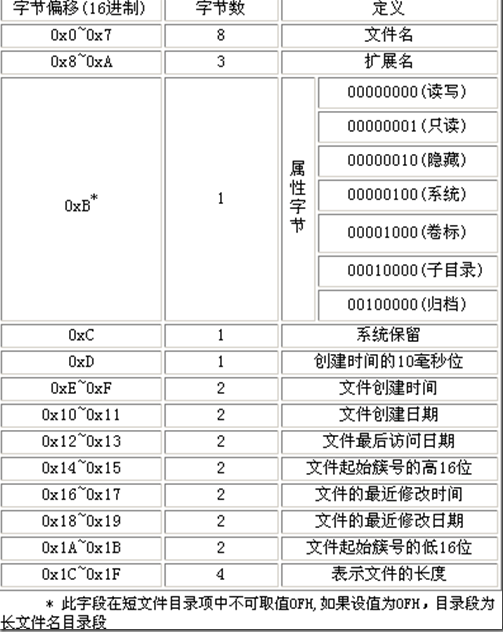 字节偏移(16进制) 字节数 定义
0x0~0x7 8 文件名
0x8~0xA 3 扩展名
0xB* 1 属性字节 00000000(读写)
00000001(只读)
00000010(隐藏)
00000100(系统)
00001000(卷标)
00010000(子目录)
00100000(归档)
0xC 1 系统保留
0xD 1 创建时间的10毫秒位
0xE~0xF 2 文件创建时间
0x10~0x11 2 文件创建日期
0x12~0x13 2 文件最后访问日期
0x14~0x15 2 文件起始簇号的高16位
0x16~0x17 2 文件的最近修改时间
0x18~0x19 2 文件的最近修改日期
0x1A~0x1B 2 文件起始簇号的低16位
0x1C~0x1F 4 表示文件的长度
* 此字段在短文件目录项中不可取值0FH,如果设值为0FH，目录段为
长文件名目录段